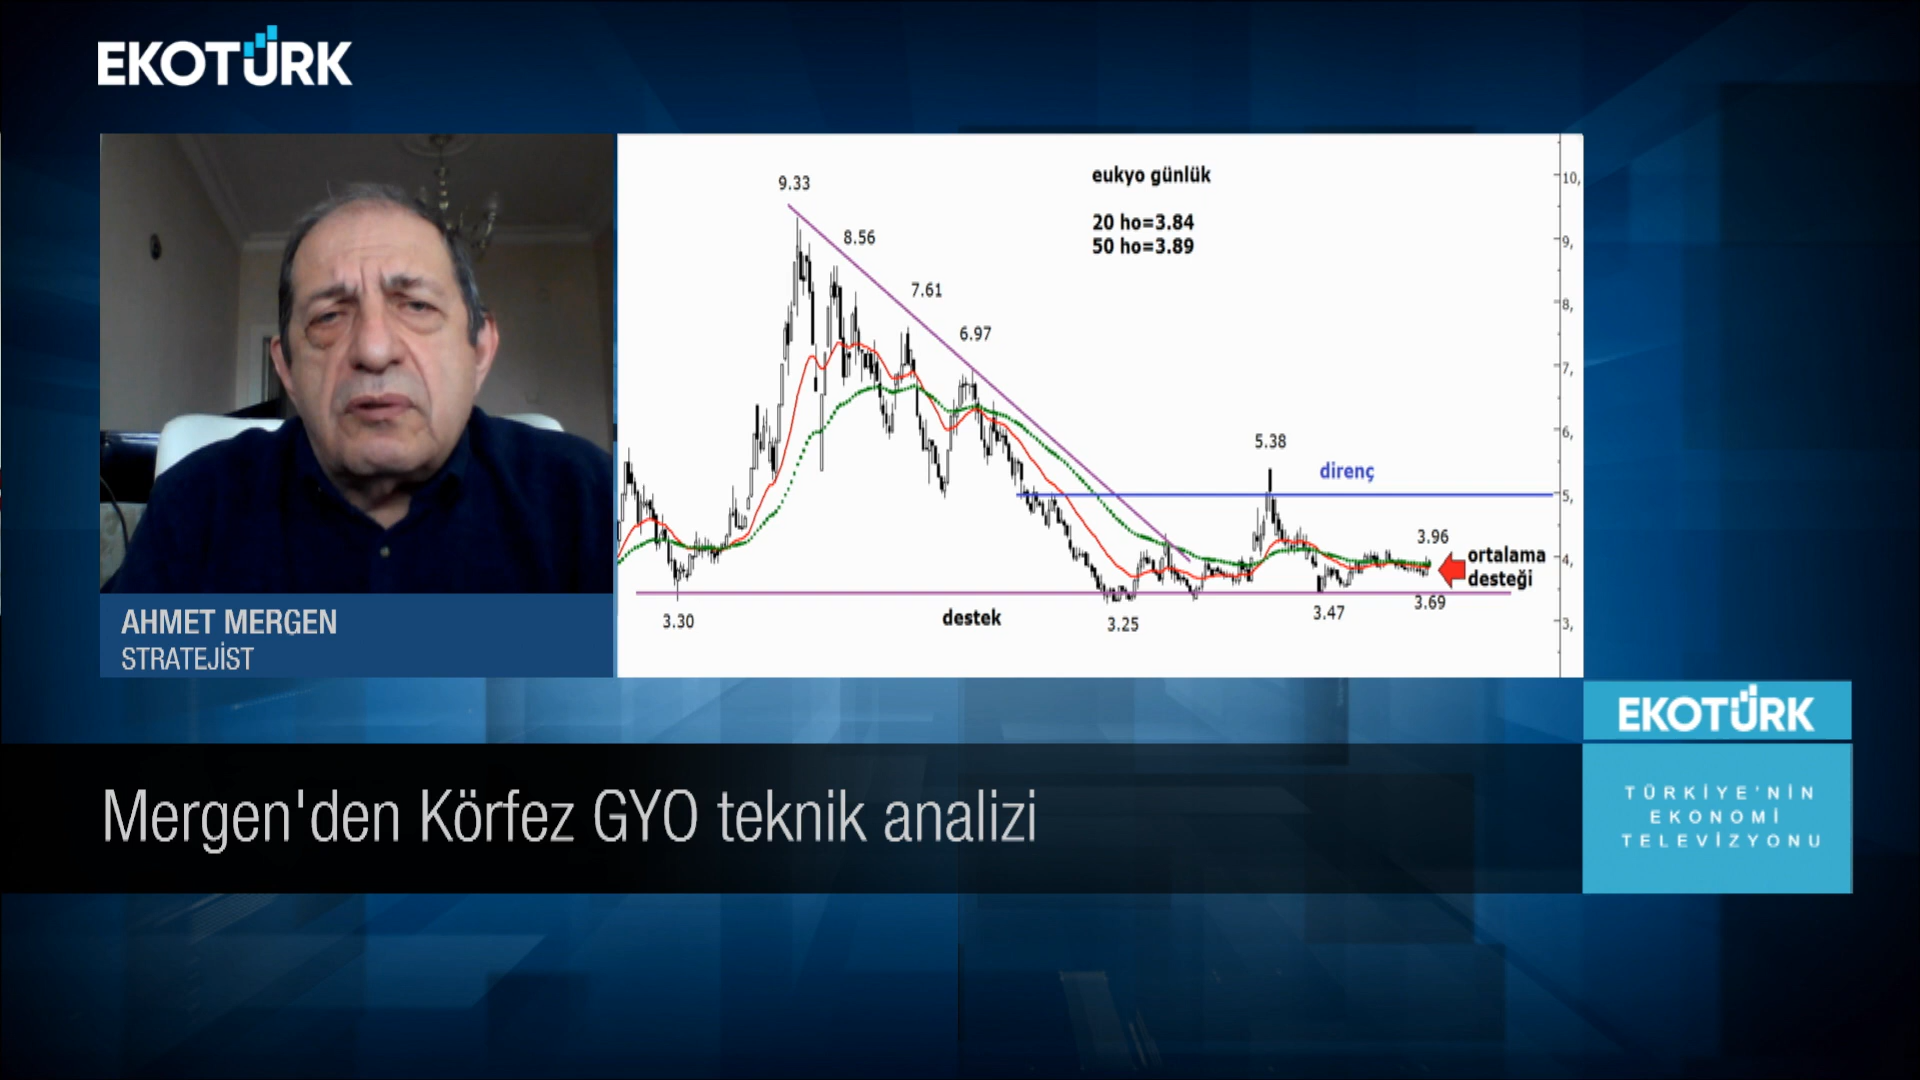 EKOTÜRK
AHMET MERGEN
STRATEJİST
eukyo günlük
20 ho=3.84
50 ho=3.89
9.33
8.56
7.61
6.97
5.38
direnç
3.96
ortalama
desteği
3.69
3.47
3.25
destek
3.30
10,
9,
8,
7,
6,
5,
4,
3,
Mergen'den Körfez GYO teknik analizi
EKOTÜRK
TÜRKİYE'NİN
EKONOMİ
TELEVİZYONU